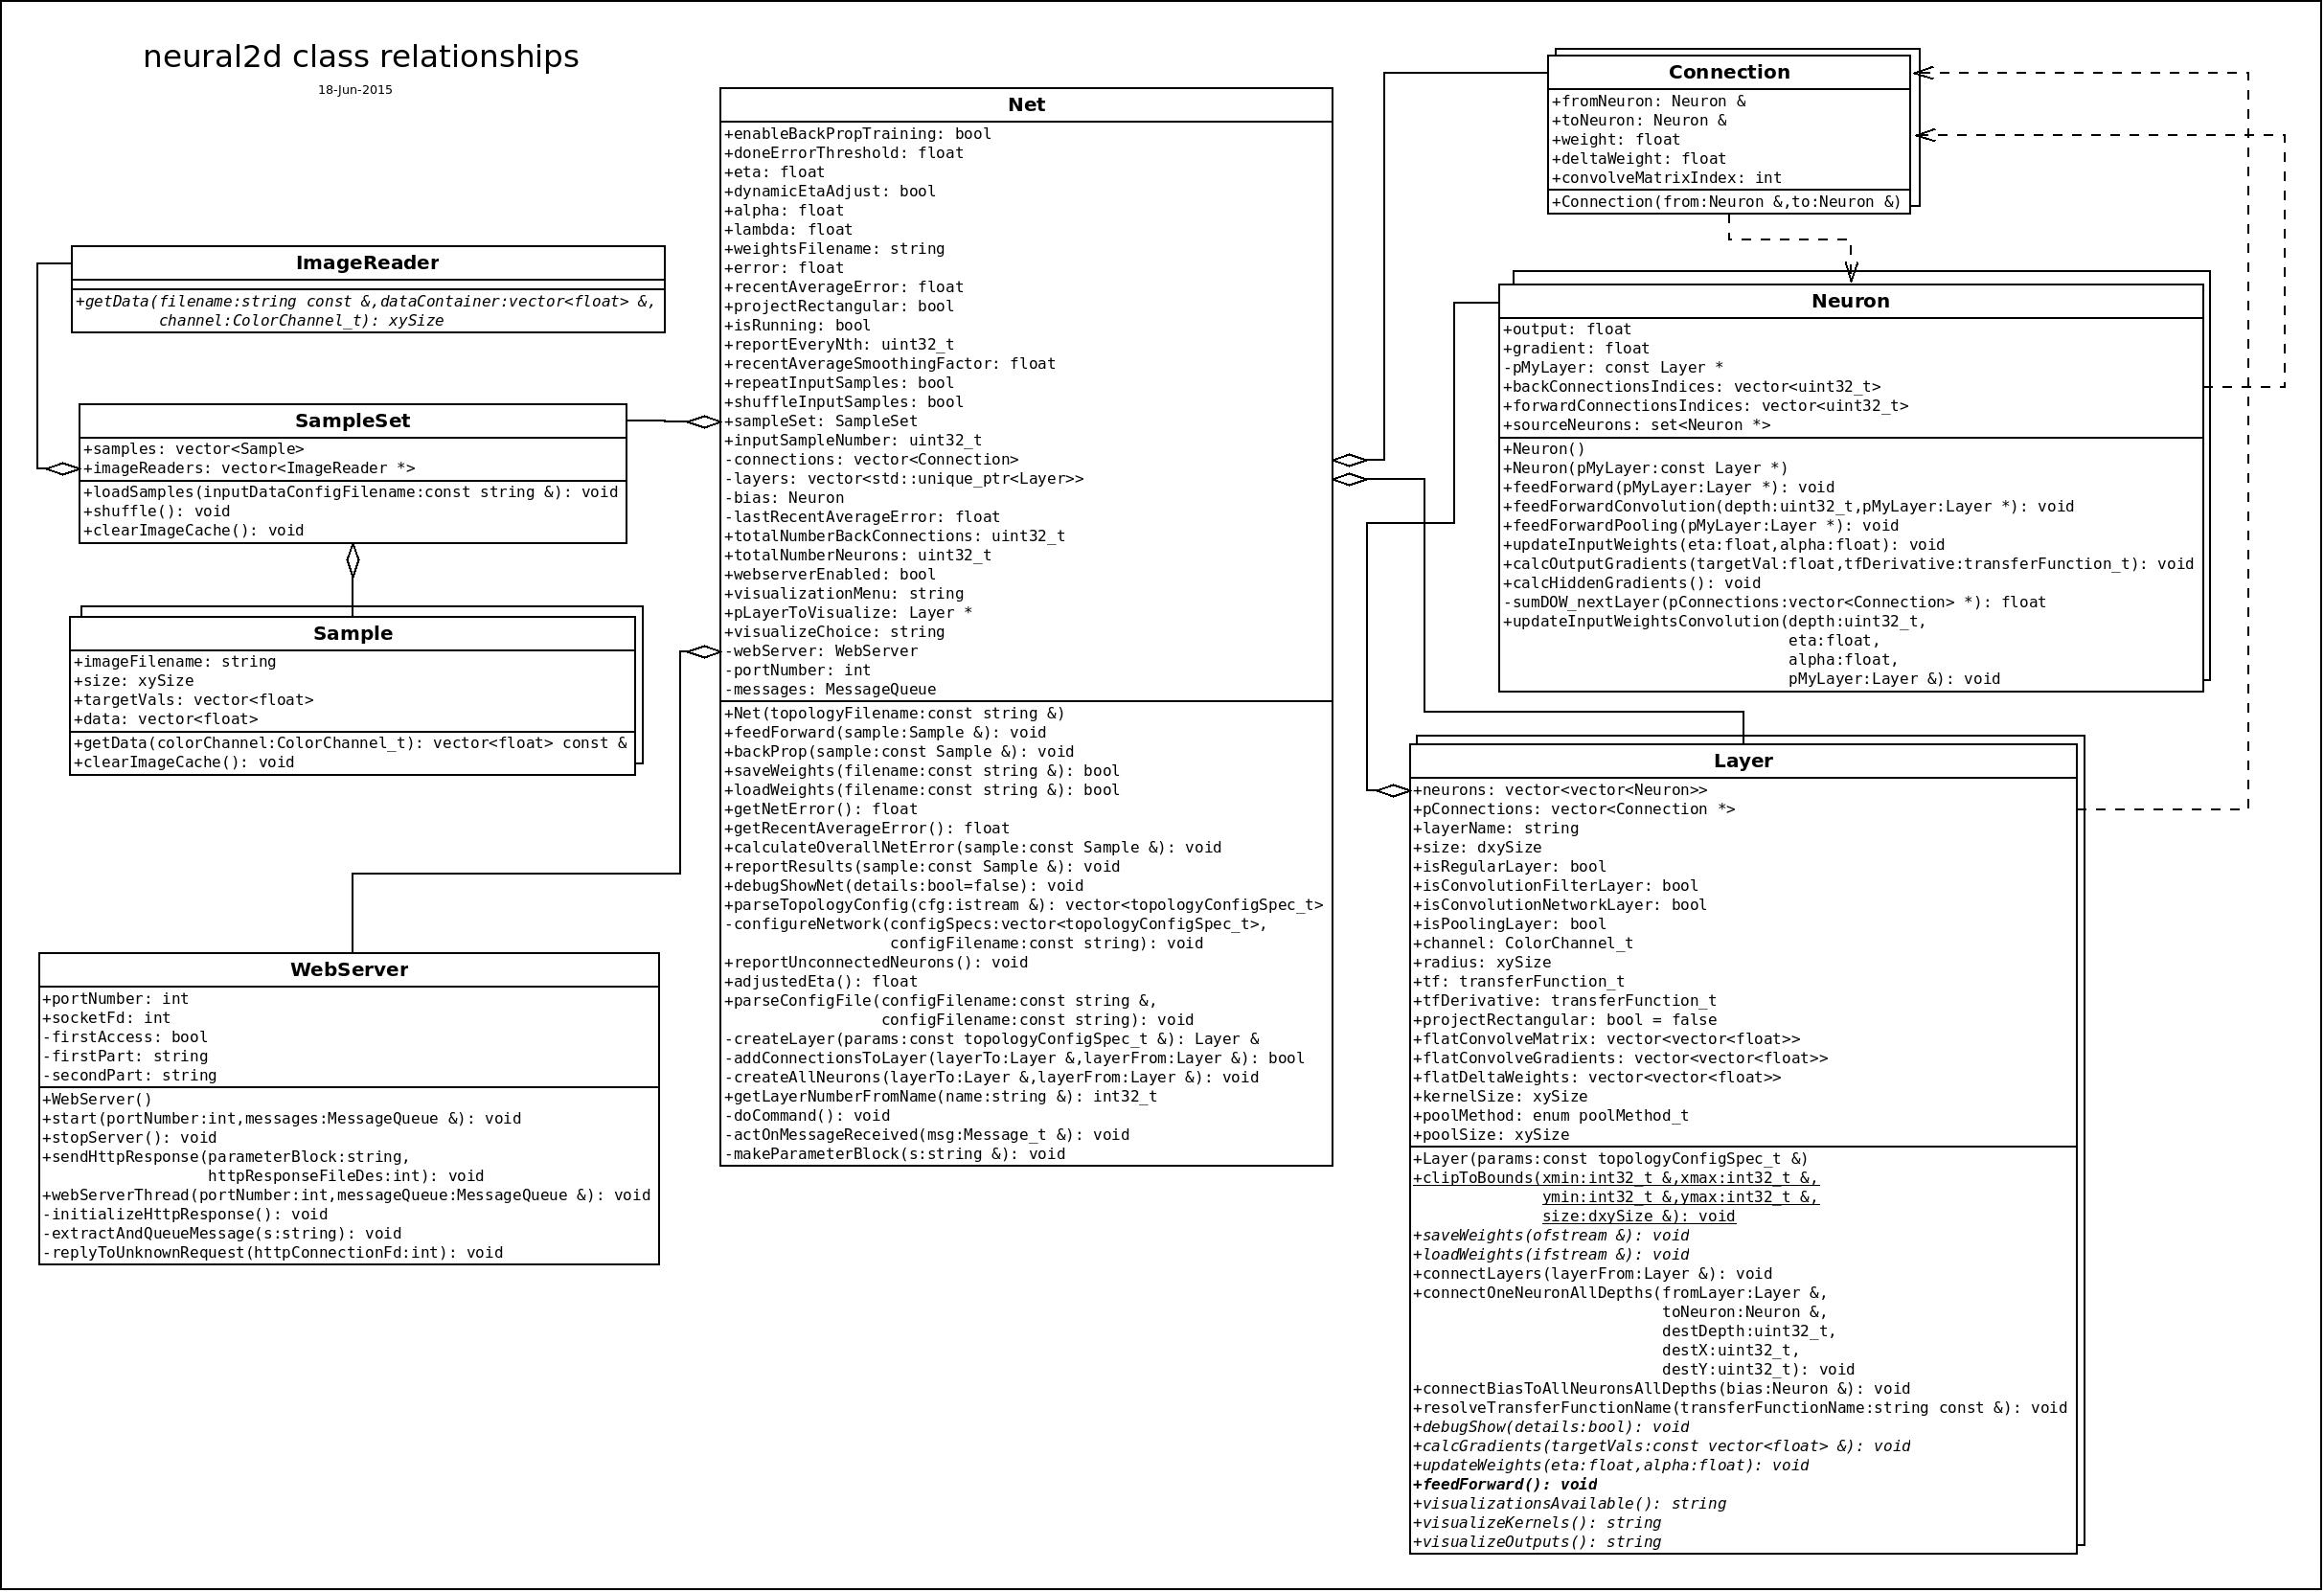 neural2d class relationships
18-Jun-2015
ImageReader
+getData(filename:string const &,dataContainer:vector<float> &,
channel:ColorChannel_t): xySize
SampleSet
+samples: vector<Sample>
+imageReaders: vector<ImageReader *>
+loadSamples(inputDataConfigFilename:const string &): void
+shuffle(): void
+clearImageCache(): void
Sample
+imageFilename: string
+size: xySize
+targetVals: vector<float>
+data: vector<float>
+getData(colorChannel:ColorChannel_t): vector<float> const &
+clearImageCache(): void
WebServer
+portNumber: int
+socketFd: int
-firstAccess: bool
-firstPart: string
-secondPart: string
+WebServer()
+start(portNumber:int,messages:MessageQueue &): void
+stopServer(): void
+sendHttpResponse(parameterBlock:string,
httpResponseFileDes:int): void
+webServerThread(portNumber:int,messageQueue:MessageQueue &): void
-initializeHttpResponse(): void
-extractAndQueueMessage(s:string): void
-replyToUnknownRequest(httpConnectionFd:int): void
Net
+enableBackPropTraining: bool
+doneErrorThreshold: float
+eta: float
+dynamicEtaAdjust: bool
+alpha: float
+lambda: float
+weightsFilename: string
+error: float
+recentAverageError: float
+projectRectangular: bool
+isRunning: bool
+reportEveryNth: uint32_t
+recentAverageSmoothingFactor: float
+repeatInputSamples: bool
+shuffleInputSamples: bool
+sampleSet: SampleSet
+inputSampleNumber: uint32_t
-connections: vector<Connection>
-layers: vector<std::unique_ptr<Layer>>
-bias: Neuron
-lastRecentAverageError: float
+totalNumberBackConnections: uint32_t
+totalNumberNeurons: uint32_t
+webserverEnabled: bool
+visualizationMenu: string
+pLayerToVisualize: Layer *
+visualizeChoice: string
-webServer: WebServer
-portNumber: int
-messages: MessageQueue
+Net(topologyFilename:const string &)
+feedForward(sample:Sample &): void
+backProp(sample:const Sample &): void
+saveWeights(filename:const string &): bool
+loadWeights(filename:const string &): bool
+getNetError(): float
+getRecentAverageError(): float
+calculateOverallNetError(sample:const Sample &): void
+reportResults(sample:const Sample &): void
+debugShowNet(details:bool=false): void
+parseTopologyConfig(cfg:istream &): vector<topologyConfigSpec_t>
-configureNetwork(configSpecs:vector<topologyConfigSpec_t>,
configFilename:const string): void
+reportUnconnectedNeurons(): void
+adjustedEta(): float
+parseConfigFile(configFilename:const string &,
configFilename:const string): void
-createLayer(params:const topologyConfigSpec_t &): Layer &
-addConnectionsToLayer(layerTo:Layer &,layerFrom:Layer &): bool
-createAllNeurons(layerTo:Layer &,layerFrom:Layer &): void
+getLayerNumberFromName(name:string &): int32_t
-doCommand(): void
-actOnMessageReceived(msg:Message_t &): void
-makeParameterBlock(s:string &): void
Connection
+fromNeuron: Neuron &
+toNeuron: Neuron &
+weight: float
+deltaWeight: float
+convolveMatrixIndex: int
+Connection(from:Neuron &,to:Neuron &)
Neuron
+output: float
+gradient: float
-pMyLayer: const Layer *
+backConnectionsIndices: vector<uint32_t>
+forwardConnectionsIndices: vector<uint32_t>
+sourceNeurons: set<Neuron *>
+Neuron()
+Neuron(pMyLayer:const Layer *)
+feedForward(pMyLayer:Layer *): void
+feedForwardConvolution(depth:uint32_t,pMyLayer:Layer *): void
+feedForwardPooling(pMyLayer:Layer *): void
+updateInputWeights(eta:float,alpha:float): void
+calcOutputGradients(targetVal:float,tfDerivative:transferFunction_t): void
+calcHiddenGradients(): void
-sumDOW_nextLayer(pConnections:vector<Connection> *): float
+updateInputWeightsConvolution(depth:uint32_t,
eta:float,
alpha:float,
pMyLayer:Layer &): void
Layer
+neurons: vector<vector<Neuron>>
+pConnections: vector<Connection *>
+layerName: string
+size: dxySize
+isRegularLayer: bool
+isConvolutionFilterLayer: bool
+isConvolutionNetworkLayer: bool
+isPoolingLayer: bool
+channel: ColorChannel_t
+radius: xySize
+tf: transferFunction_t
+tfDerivative: transferFunction_t
+projectRectangular: bool = false
+flatConvolveMatrix: vector<vector<float>>
+flatConvolveGradients: vector<vector<float>>
+flatDeltaWeights: vector<vector<float>>
+kernelSize: xySize
+poolMethod: enum poolMethod_t
+poolSize: xySize
+Layer(params:const topologyConfigSpec_t &)
+clipToBounds(xmin:int32_t &,xmax:int32_t &,
ymin:int32_t &,ymax:int32_t &,
size:dxySize &): void
+saveWeights(ofstream &): void
+loadWeights(ifstream &): void
+connectLayers(layerFrom:Layer &): void
+connectOneNeuronAllDepths(fromLayer:Layer &,
toNeuron:Neuron &,
destDepth:uint32_t,
destX:uint32_t,
destY:uint32_t): void
+connectBiasToAllNeuronsAllDepths(bias:Neuron &): void
+resolveTransferFunctionName(transferFunctionName:string const &): void
+debugShow(details:bool): void
+calcGradients(targetVals:const vector<float> &): void
+updateWeights(eta:float,alpha:float): void
+feedForward(): void
+visualizationsAvailable(): string
+visualizeKernels(): string
+visualizeOutputs(): string